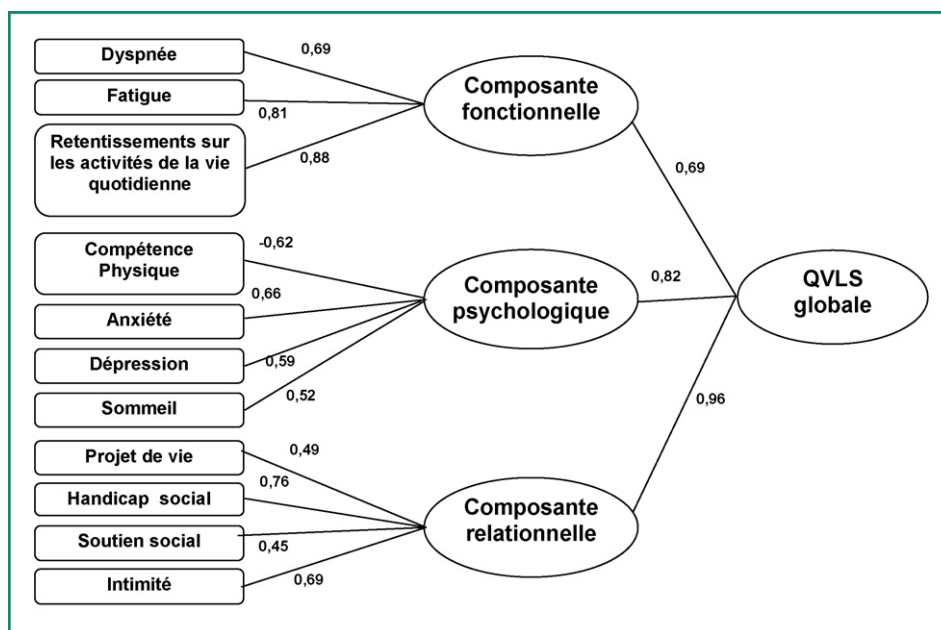 Dyspnée
0,69
Fatigue
0,81
Retentissements sur
les activités de la vie
quotidienne
0,88
Composante
fonctionnelle
0,69
Compétence
Physique
-0,62
Anxiété
0,66
Dépression
0,59
Sommeil
0,52
Composante
psychologique
0,82
QVLS
globale
Projet de vie
0,49
Handicap social
0,76
Soutien social
0,45
Intimité
0,69
Composante
relationnelle
0,96